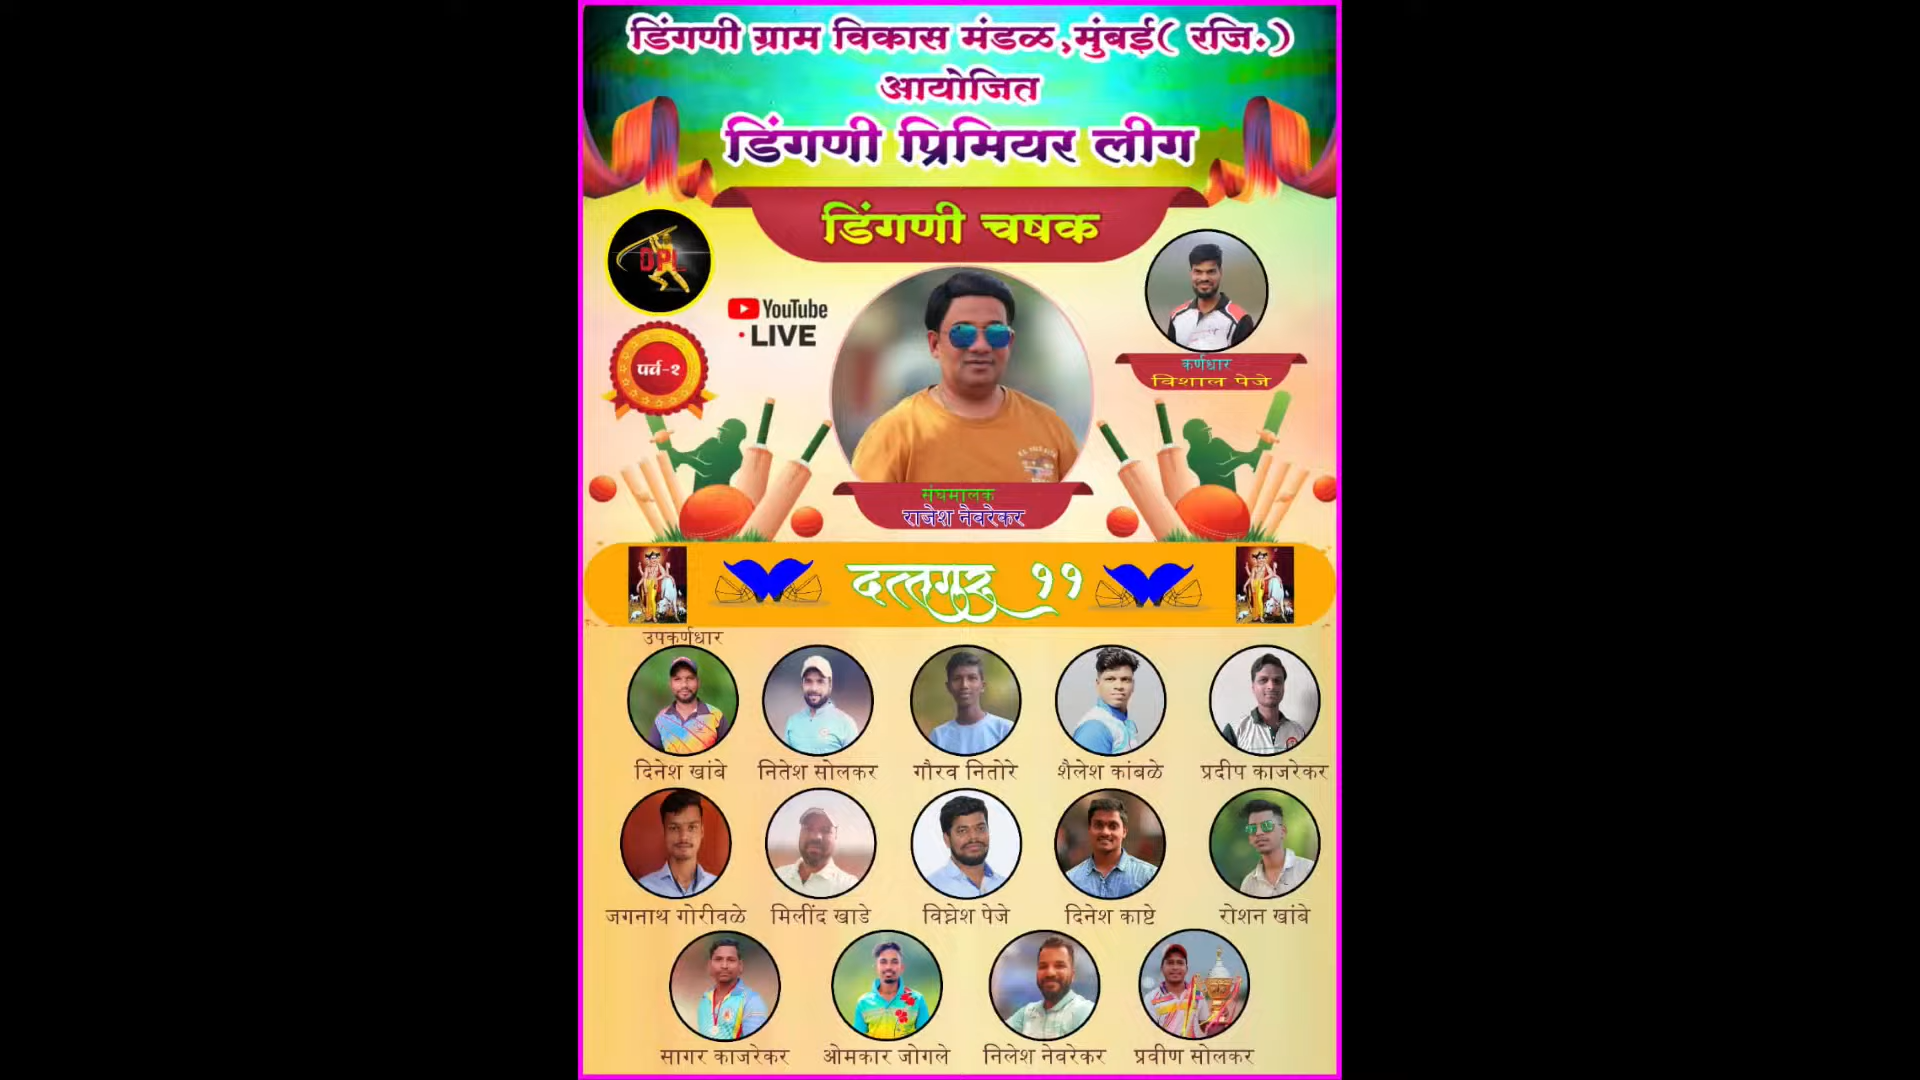 डिंगणी ग्राम विकास मंडळ,मुंबई( रजि.)
आयोजित
डिंगणी प्रिमियर लीग
डिंगणी चषक
DPL
YouTube
LIVE
पर्व-२
कर्णधार
विशाल पेजे
संघमालक
राजेश नेवरेकर
दत्तगुरु ११
उपकर्णधार
दिनेश खांबे नितेश सोलकर गौरव नितोरे शैलेश कांबळे प्रदीप काजरेकर
जगनाथ गोरीवळे मिलींद खाडे विघ्नेश पेजे दिनेश काष्टे रोशन खांबे
सागर काजरेकर ओमकार जोगले निलेश नेवरेकर प्रवीण सोलकर